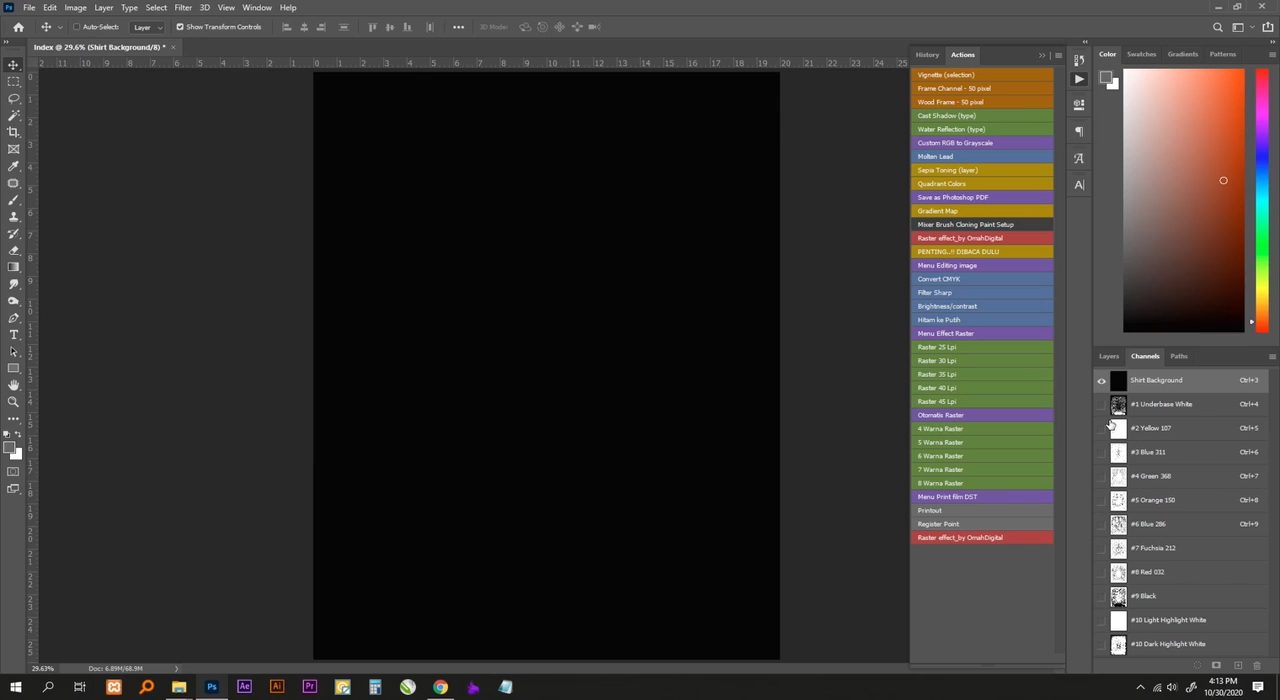 Ps File Edit Image Layer Type Select Filter 3D View Window Help
Auto-Select: Layer Show Transform Controls 3D Mode:
Index @ 29.6% (Shirt Background/8) * ×
History Actions
Color Swatches Gradients Patterns
Vignette (selection)
Frame Channel - 50 pixel
Wood Frame - 50 pixel
Cast Shadow (type)
Water Reflection (type)
Custom RGB to Grayscale
Molten Lead
Sepia Toning (layer)
Quadrant Colors
Save as Photoshop PDF
Gradient Map
Mixer Brush Cloning Paint Setup
Raster effect_by OmahDigital
PENTING..!! DIBACA DULU
Menu Editing image
Convert CMYK
Filter Sharp
Brightness/contrast
Hitam ke Putih
Menu Effect Raster
Raster 25 Lpi
Raster 30 Lpi
Raster 35 Lpi
Raster 40 Lpi
Raster 45 Lpi
Otomatis Raster
4 Warna Raster
5 Warna Raster
6 Warna Raster
7 Warna Raster
8 Warna Raster
Menu Print film DST
Printout
Register Point
Raster effect_by OmahDigital
Layers Channels Paths
Shirt Background Ctrl+3
#1 Underbase White Ctrl+4
#2 Yellow 107 Ctrl+5
#3 Blue 311 Ctrl+6
#4 Green 368 Ctrl+7
#5 Orange 150 Ctrl+8
#6 Blue 286 Ctrl+9
#7 Fuchsia 212
#8 Red 032
#9 Black
#10 Light Highlight White
#10 Dark Highlight White
29.63% Doc: 6.89M/68.9M
Ps Ae Ai Pr
4:13 PM
10/30/2020